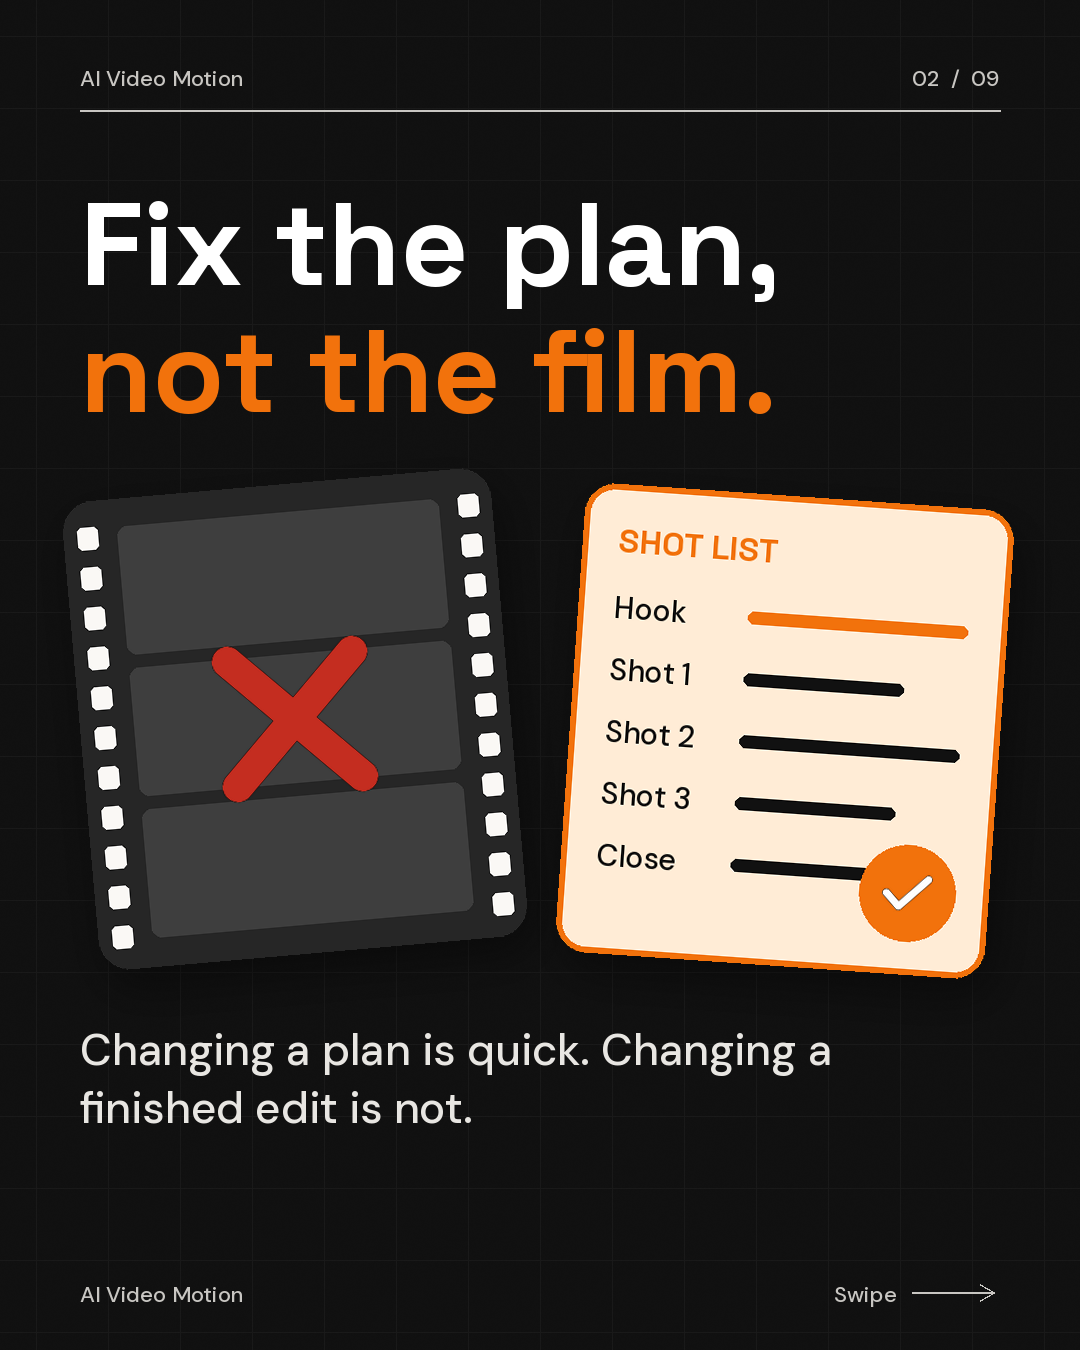 AI Video Motion
02 / 09
Fix the plan,
not the film.
SHOT LIST
Hook
Shot 1
Shot 2
Shot 3
Close
Changing a plan is quick. Changing a
finished edit is not.
AI Video Motion
Swipe